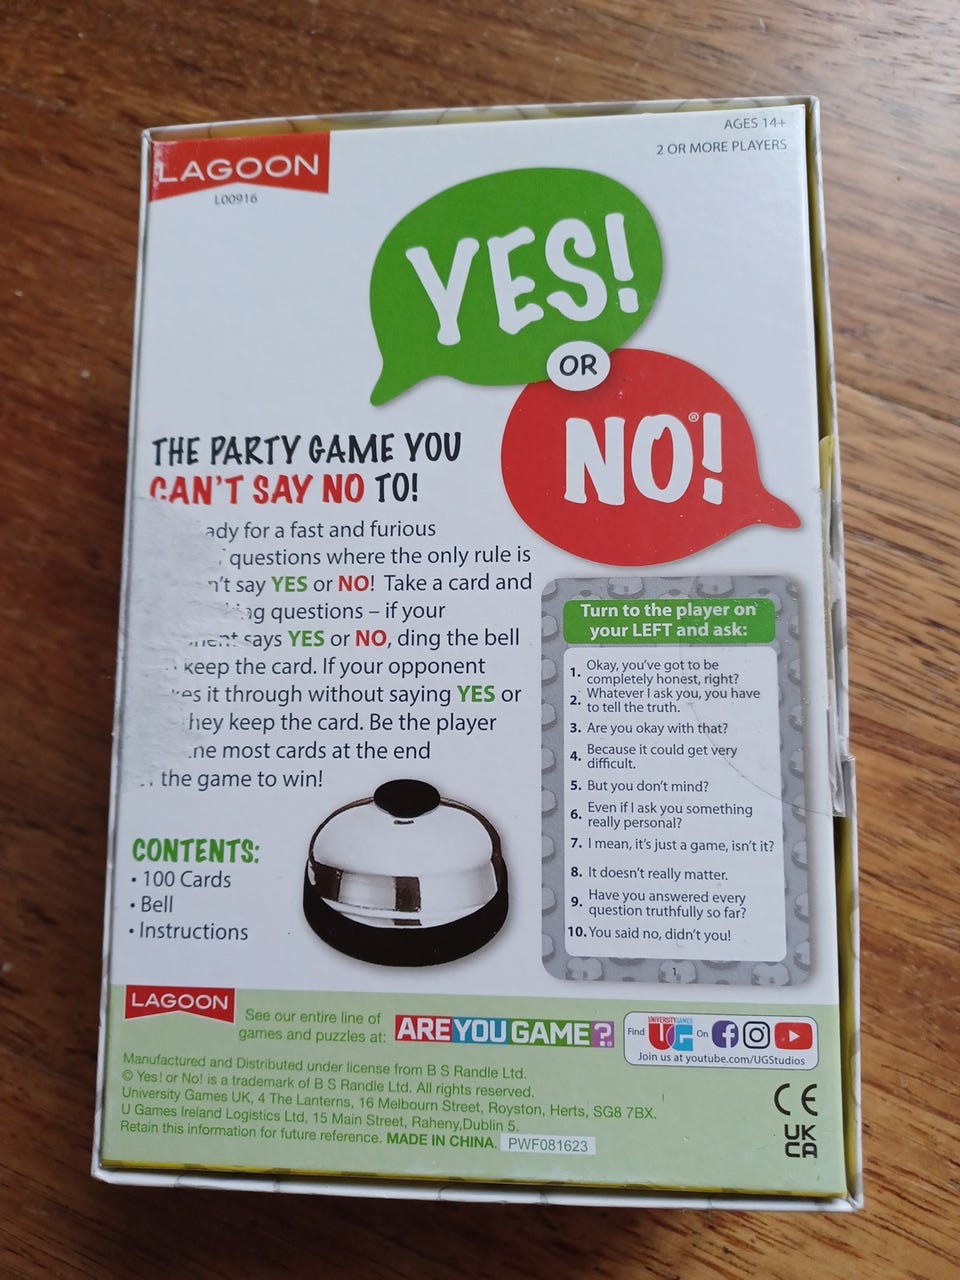 LAGOON
L00916
AGES 14+
2 OR MORE PLAYERS
YES!
OR
NO!®
THE PARTY GAME YOU
CAN'T SAY NO TO!
for a fast and furious
questions where the only rule is
say YES or NO! Take a card and
questions – if your
says YES or NO, ding the bell
keep the card. If your opponent
it through without saying YES or
keep the card. Be the player
most cards at the end
the game to win!
CONTENTS:
• 100 Cards
• Bell
• Instructions
Turn to the player on
your LEFT and ask:
1. Okay, you've got to be
completely honest, right?
2. Whatever I ask you, you have
to tell the truth.
3. Are you okay with that?
4. Because it could get very
difficult.
5. But you don't mind?
6. Even if I ask you something
really personal?
7. I mean, it's just a game, isn't it?
8. It doesn't really matter.
9. Have you answered every
question truthfully so far?
10. You said no, didn't you!
1
LAGOON
See our entire line of
games and puzzles at:
ARE YOU GAME?
Find
UNIVERSITY GAMES
UG
On
Join us at youtube.com/UGStudios
Manufactured and Distributed under license from B S Randle Ltd.
© Yes! or No! is a trademark of B S Randle Ltd. All rights reserved.
University Games UK, 4 The Lanterns, 16 Melbourn Street, Royston, Herts, SG8 7BX.
U Games Ireland Logistics Ltd, 15 Main Street, Raheny,Dublin 5.
Retain this information for future reference. MADE IN CHINA. PWF081623
CE
UK
CA